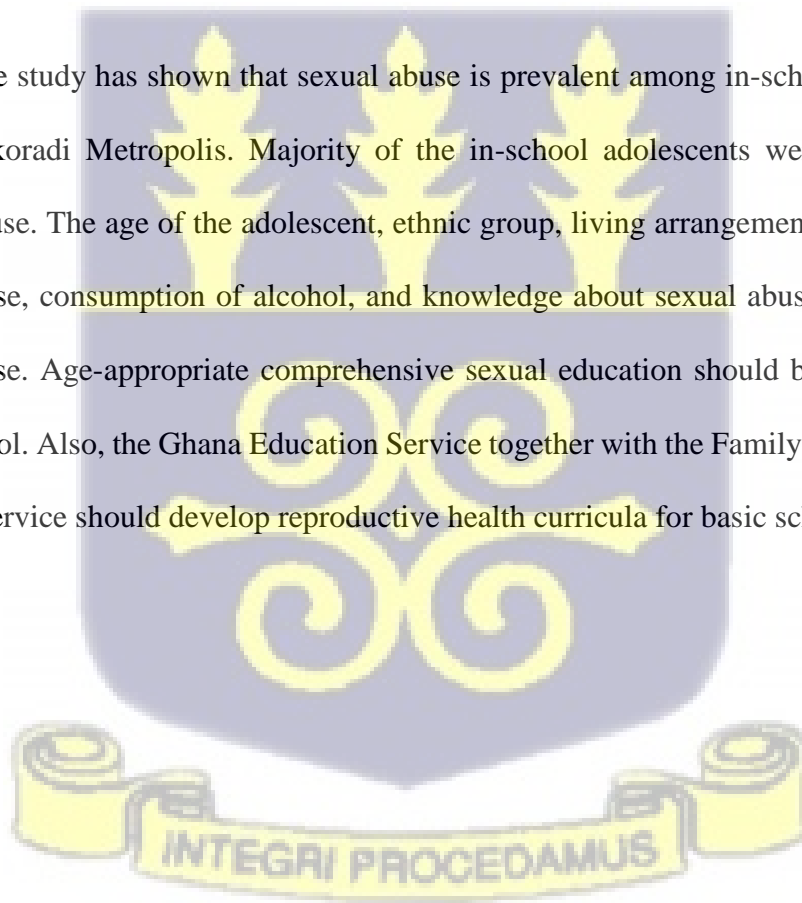 e study has shown that sexual abuse is prevalent among in-sch
koradi Metropolis. Majority of the in-school adolescents we
use. The age of the adolescent, ethnic group, living arrangemen
se, consumption of alcohol, and knowledge about sexual abus
se. Age-appropriate comprehensive sexual education should b
ol. Also, the Ghana Education Service together with the Family
ervice should develop reproductive health curricula for basic scl
INTEGRI PROCEDAMUS